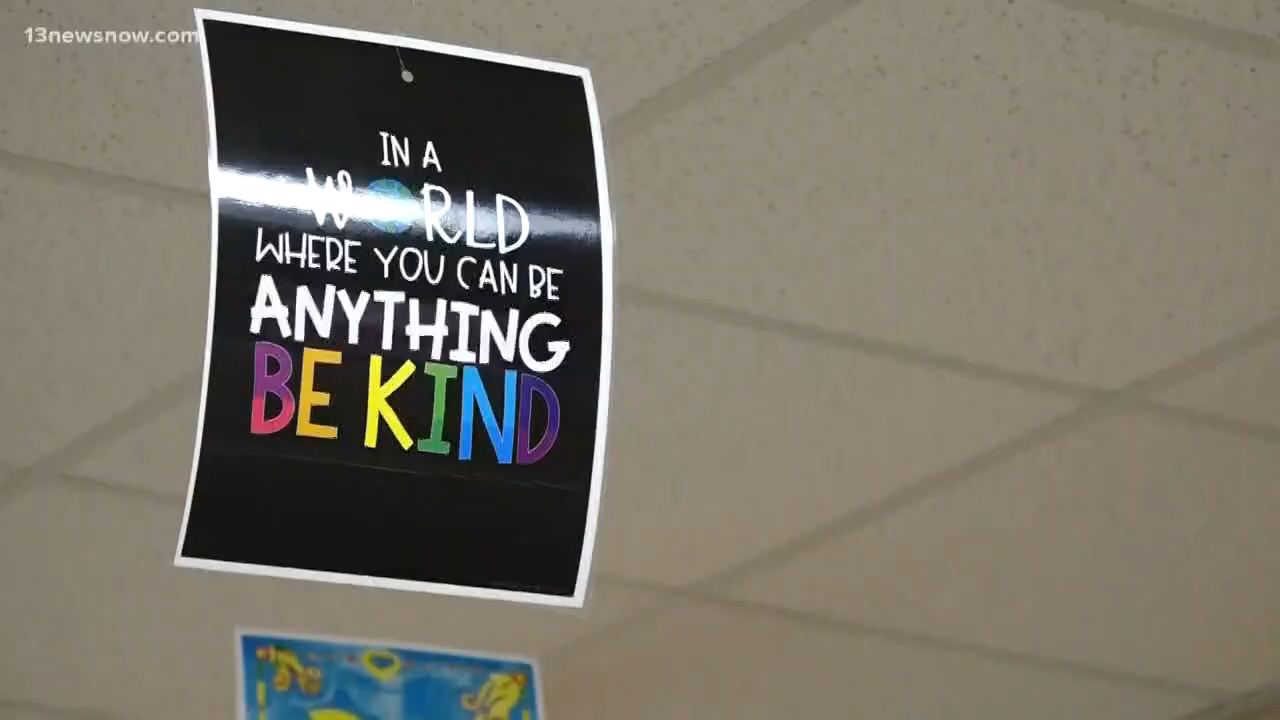 13newsnow.com
IN A
WORLD
WHERE YOU CAN BE
ANYTHING
BE KIND